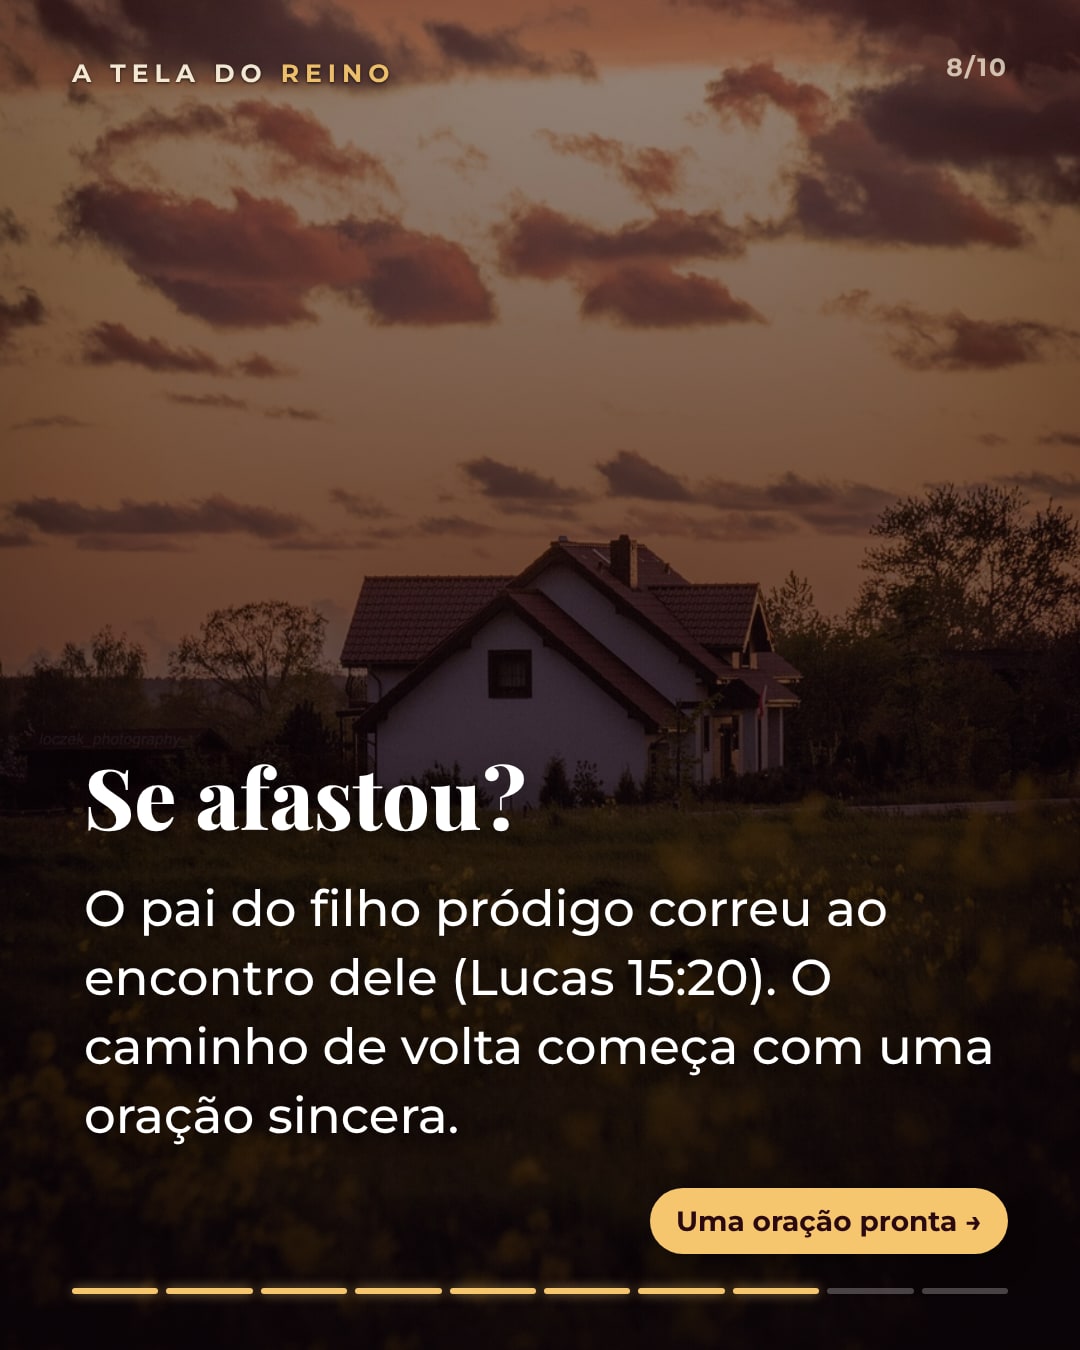 A TELA DO REINO
8/10
loczek_photography
Se afastou?
O pai do filho pródigo correu ao
encontro dele (Lucas 15:20). O
caminho de volta começa com uma
oração sincera.
Uma oração pronta →